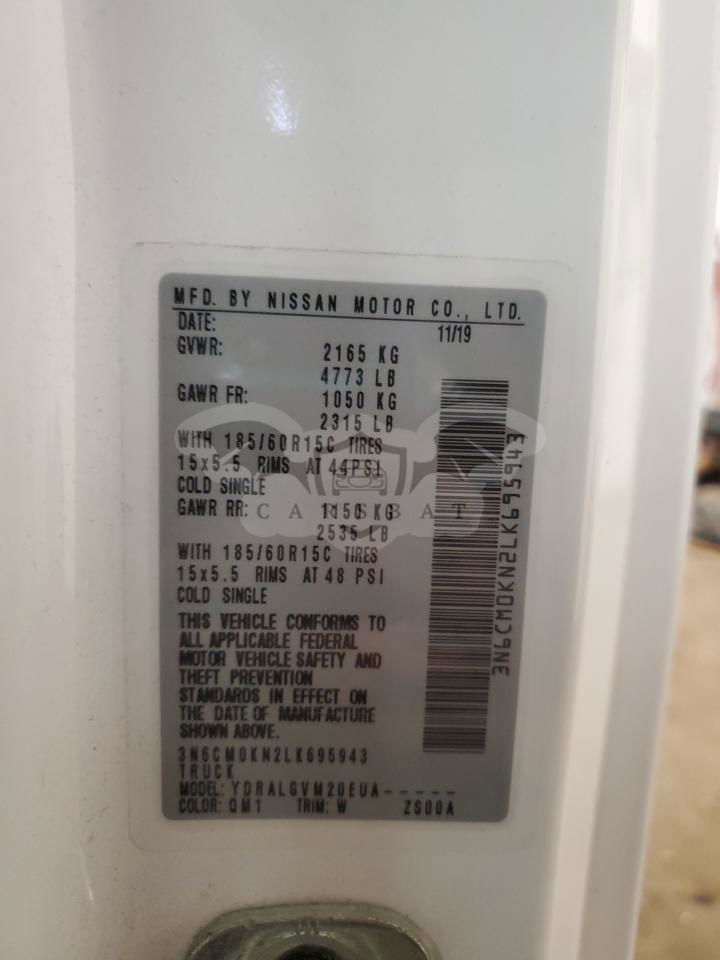 MFD. BY NISSAN MOTOR CO., LTD.
DATE: 11/19
GVWR: 2165 KG
4773 LB
GAWR FR: 1050 KG
2315 LB
WITH 185/60R15C TIRES
15x5.5 RIMS AT 44PSI
COLD SINGLE
GAWR RR: 1150 KG
CARSBAT
2535 LB
WITH 185/60R15C TIRES
15x5.5 RIMS AT 48 PSI
COLD SINGLE
THIS VEHICLE CONFORMS TO
ALL APPLICABLE FEDERAL
MOTOR VEHICLE SAFETY AND
THEFT PREVENTION
STANDARDS IN EFFECT ON
THE DATE OF MANUFACTURE
SHOWN ABOVE.
3N6CM0KN2LK695943
TRUCK
MODEL: YDRALGVM20EUA-----
COLOR: QM1 TRIM: W ZS00A
3N6CM0KN2LK695943